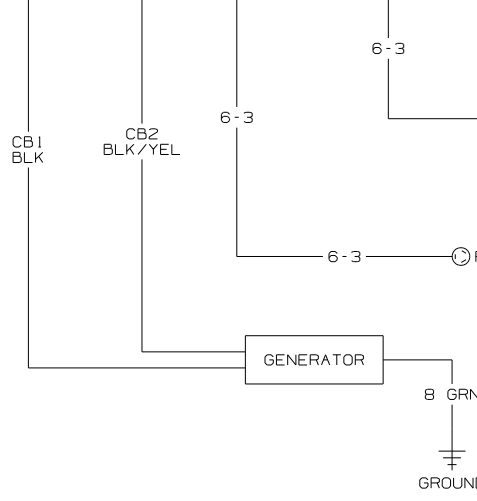 6-3
6-3
CB1
BLK
CB2
BLK/YEL
6-3
GENERATOR
8 GRN
GROUND